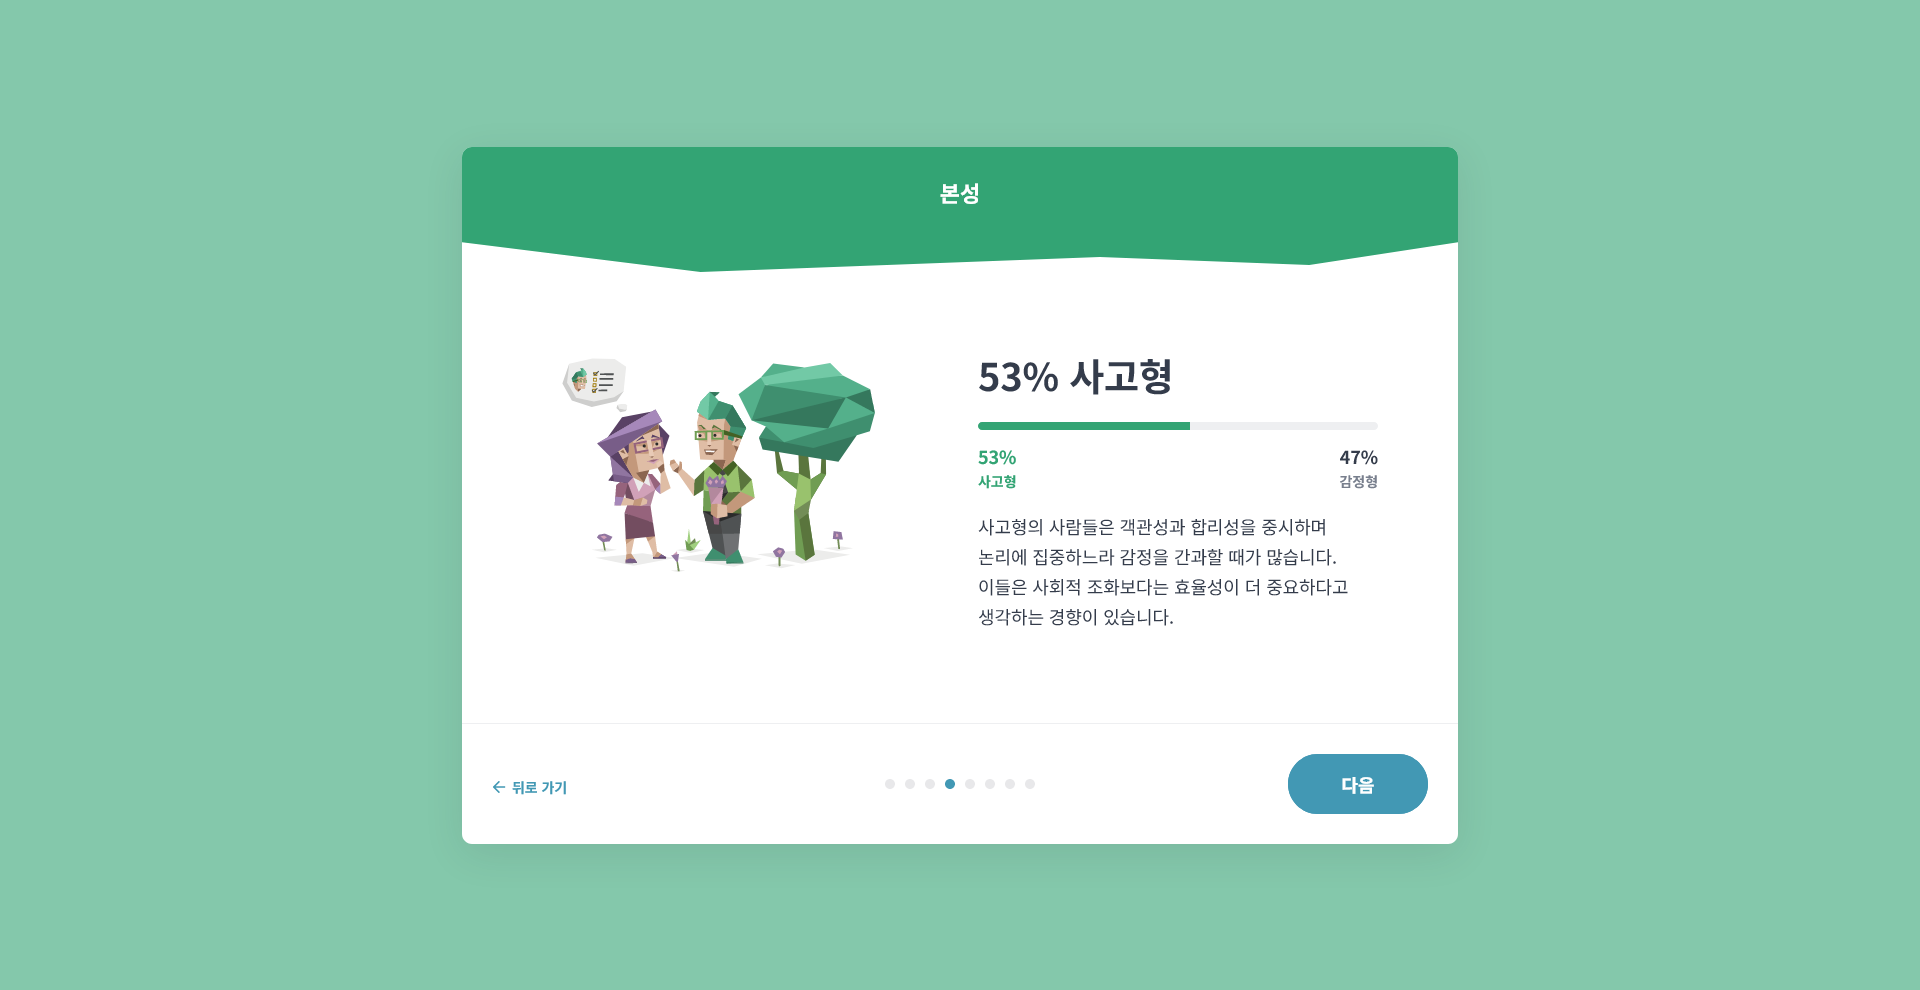 본성
53% 사고형
53%
사고형
47%
감정형
사고형의 사람들은 객관성과 합리성을 중시하며
논리에 집중하느라 감정을 간과할 때가 많습니다.
이들은 사회적 조화보다는 효율성이 더 중요하다고
생각하는 경향이 있습니다.
← 뒤로 가기
다음